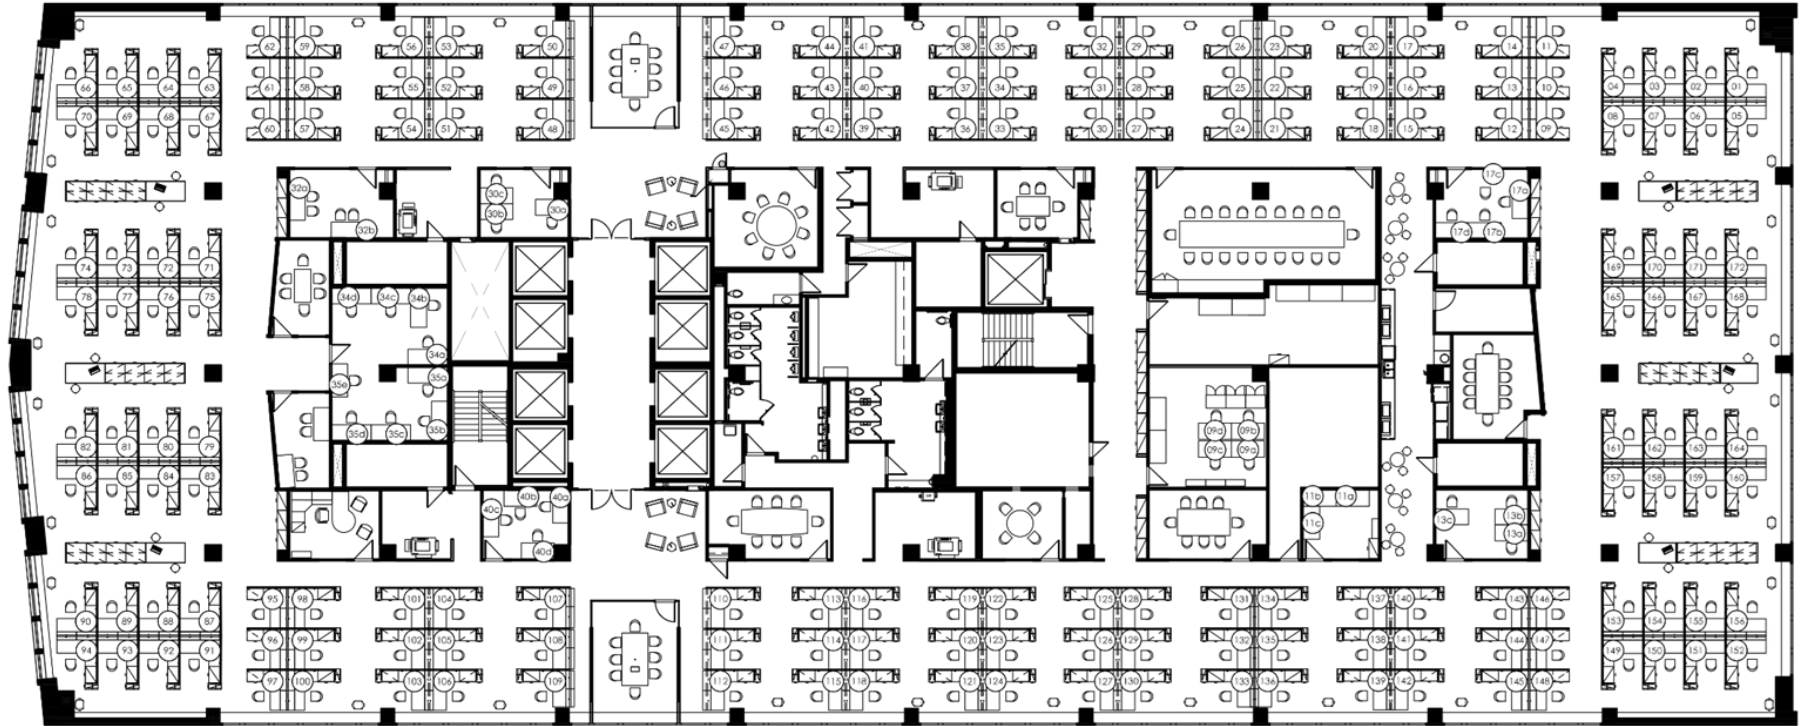 62 59 56 53 50 47 44 41 38 35 32 29 26 23 20 17 14 11
66 65 64 63 61 58 55 52 49 46 43 40 37 34 31 28 25 22 19 16 13 10 04 03 02 01
70 69 68 67 60 57 54 51 48 45 42 39 36 33 30 27 24 21 18 15 12 09 08 07 06 05
32a 30c 30a 17c 17a
32b 30b 17d 17b
74 73 72 71 169 170 171 172
78 77 76 75 34d 34c 34b 165 166 167 168
34a
35e 35a
82 81 80 79 35d 35c 35b 09d 09b 161 162 163 164
86 85 84 83 09c 09a 157 158 159 160
40b 40a 11b 11a
40c 11c 13c 13b
40d 13a
95 98 101 104 107 110 113 116 119 122 125 128 131 134 137 140 143 146
90 89 88 87 96 99 102 105 108 111 114 117 120 123 126 129 132 135 138 141 144 147 153 154 155 156
94 93 92 91 97 100 103 106 109 112 115 118 121 124 127 130 133 136 139 142 145 148 149 150 151 152